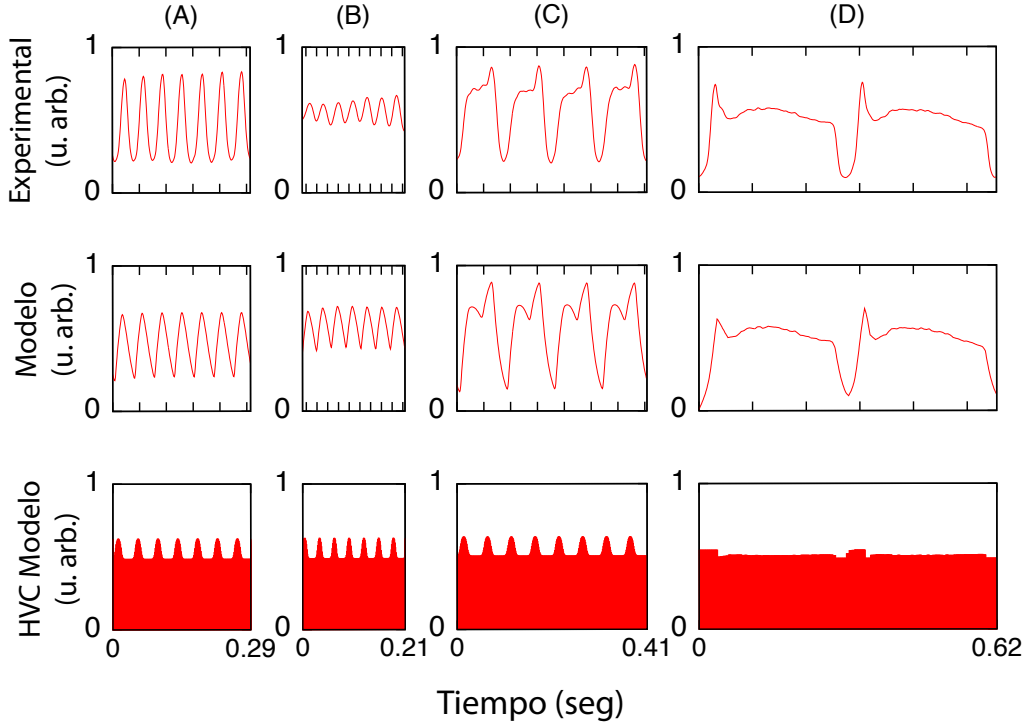 (A) (B) (C) (D)
Experimental
(u. arb.)
1 1 1 1
0 0 0 0
Modelo
(u. arb.)
1 1 1 1
0 0 0 0
HVC Modelo
(u. arb.)
1 1 1 1
0 0 0 0
0 0.29 0 0.21 0 0.41 0 0.62
Tiempo (seg)